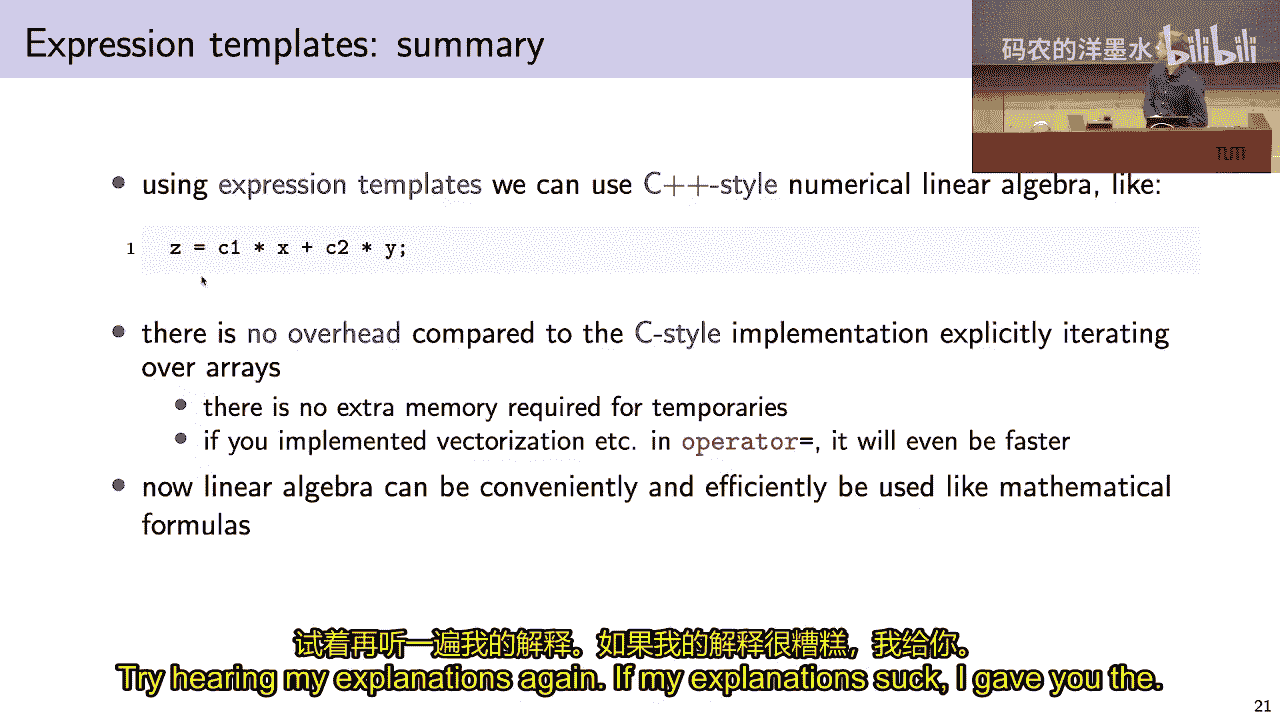 Expression templates: summary
码农的洋墨水 bilibili
TUM
using expression templates we can use C++-style numerical linear algebra, like:
1 z = c1 * x + c2 * y;
there is no overhead compared to the C-style implementation explicitly iterating
over arrays
there is no extra memory required for temporaries
if you implemented vectorization etc. in operator=, it will even be faster
now linear algebra can be conveniently and efficiently be used like mathematical
formulas
试着再听一遍我的解释。如果我的解释很糟糕，我给你。
Try hearing my explanations again. If my explanations suck, I gave you the.
21